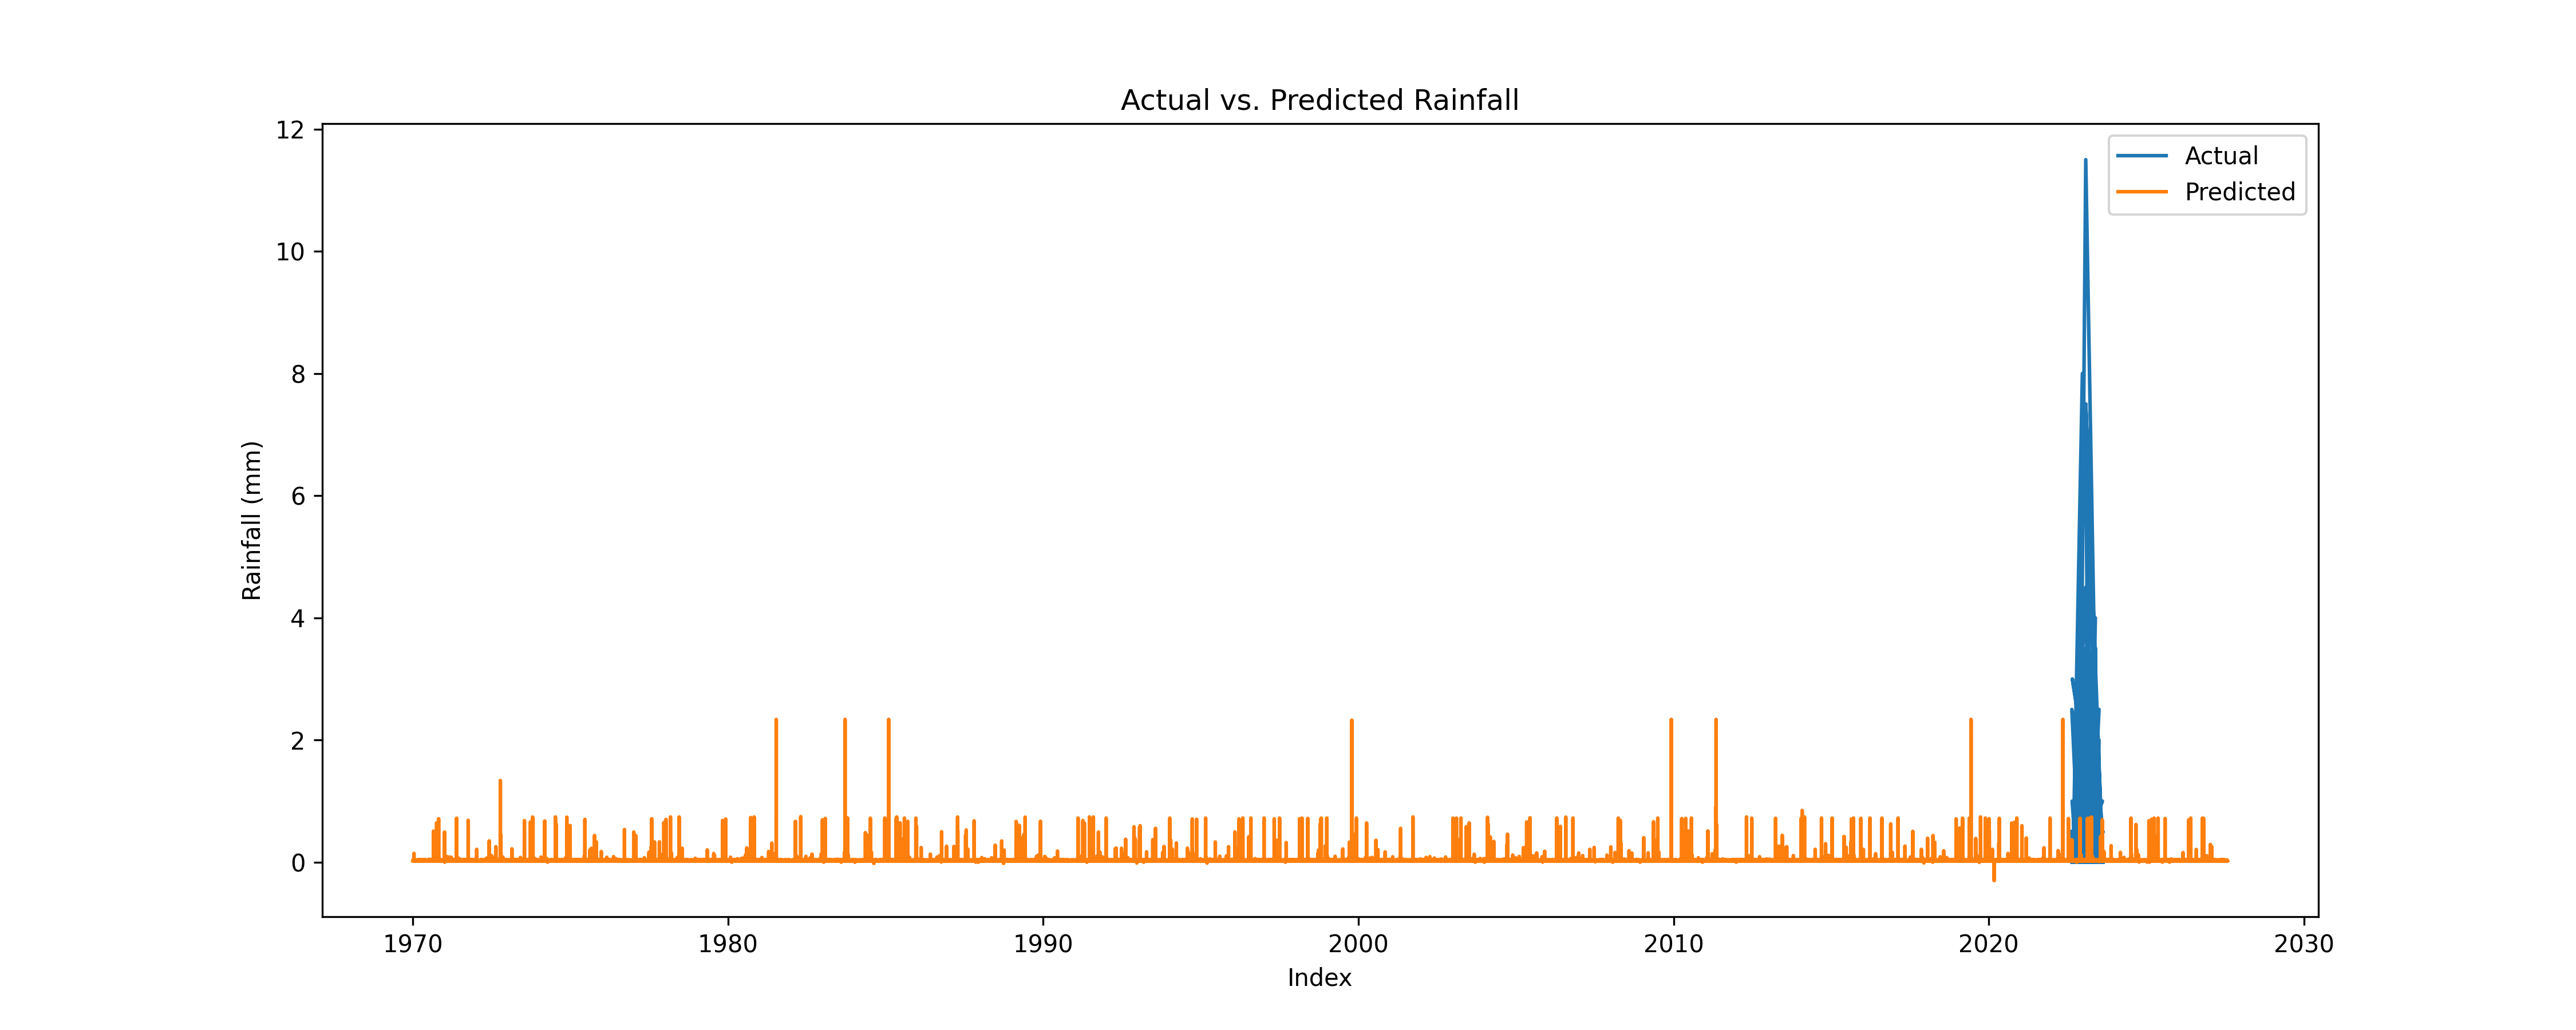 Actual vs. Predicted Rainfall
Actual
Predicted
12
10
8
6
4
2
0
Rainfall (mm)
1970
1980
1990
2000
2010
2020
2030
Index